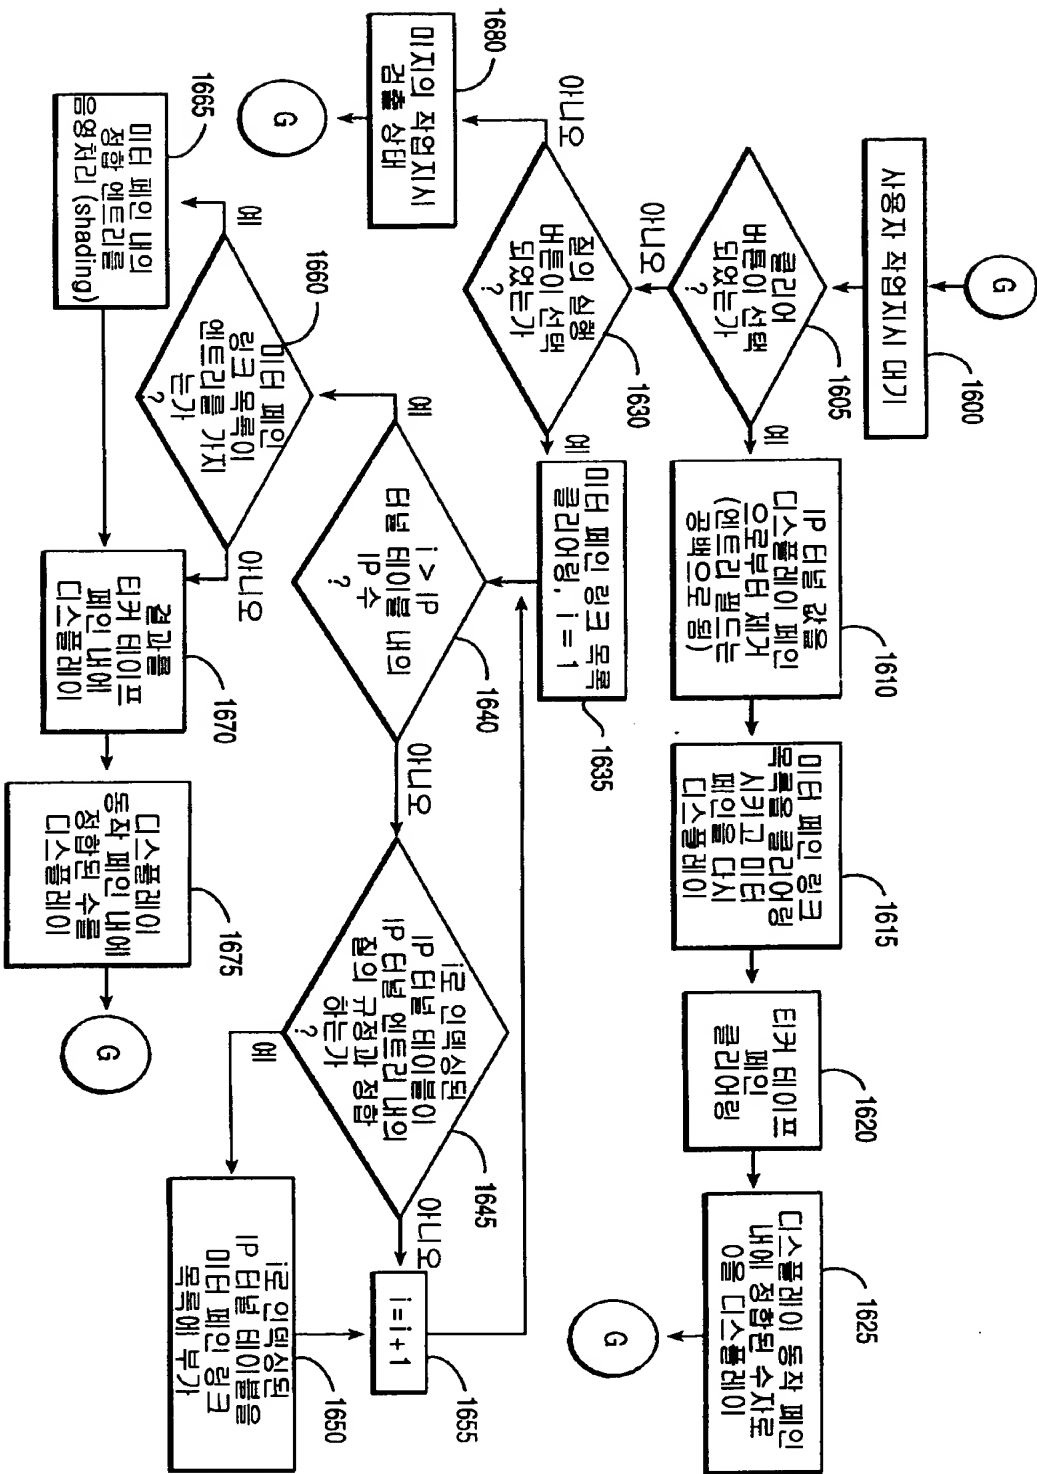 G
사용자 작업지시 대기
1600
클리어
버튼이 선택
되었는가
?
1605
예
아니오
IP 터널 값을
디스플레이 페인
으로부터 제거
(엔트리 필드는
공백으로 됨)
1610
미터 페인 링크
목록을 클리어링
시키고 미터
페인을 다시
디스플레이
1615
티커 테이프
페인
클리어링
1620
디스플레이 동작 페인
내에 정합된 수자로
0을 디스플레이
1625
G
질의 실행
버튼이 선택
되었는가
?
1630
예
아니오
미지의 작업지시
검출 상태
1680
G
미터 페인 링크 목록
클리어링, i = 1
1635
i > IP
터널 테이블 내의
IP 수
?
1640
예
아니오
i로 인덱싱된
IP 터널 테이블이
IP 터널 엔트리 내의
질의 규정과 정합
하는가
?
1645
예
아니오
i=i+1
1655
i로 인덱싱된
IP 터널 테이블을
미터 페인 링크
목록에 부가
1650
미터 페인
링크 목록이
엔트리를 가지
는가
?
1660
예
아니오
미터 페인 내의
정합 엔트리를
음영처리 (shading)
1665
결과를
티커 테이프
페인 내에
디스플레이
1670
디스플레이
동작 페인 내에
정합된 수를
디스플레이
1675
G